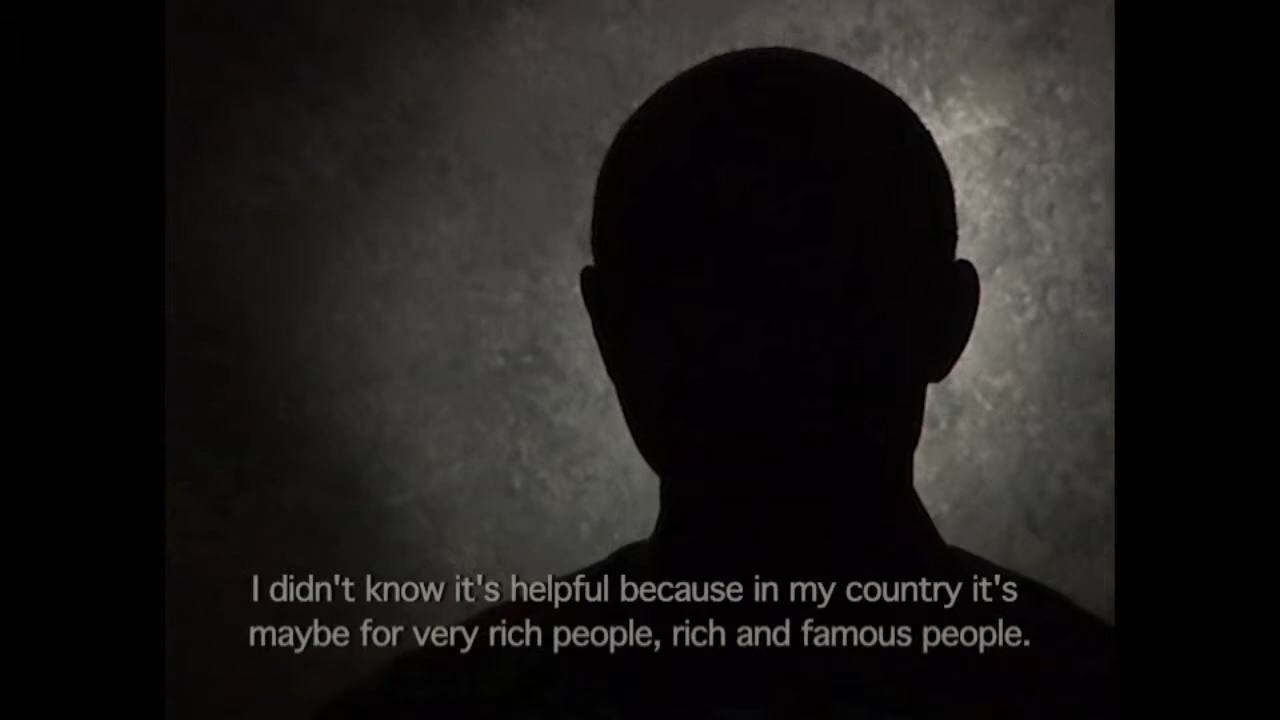 I didn't know it's helpful because in my country it's
maybe for very rich people, rich and famous people.